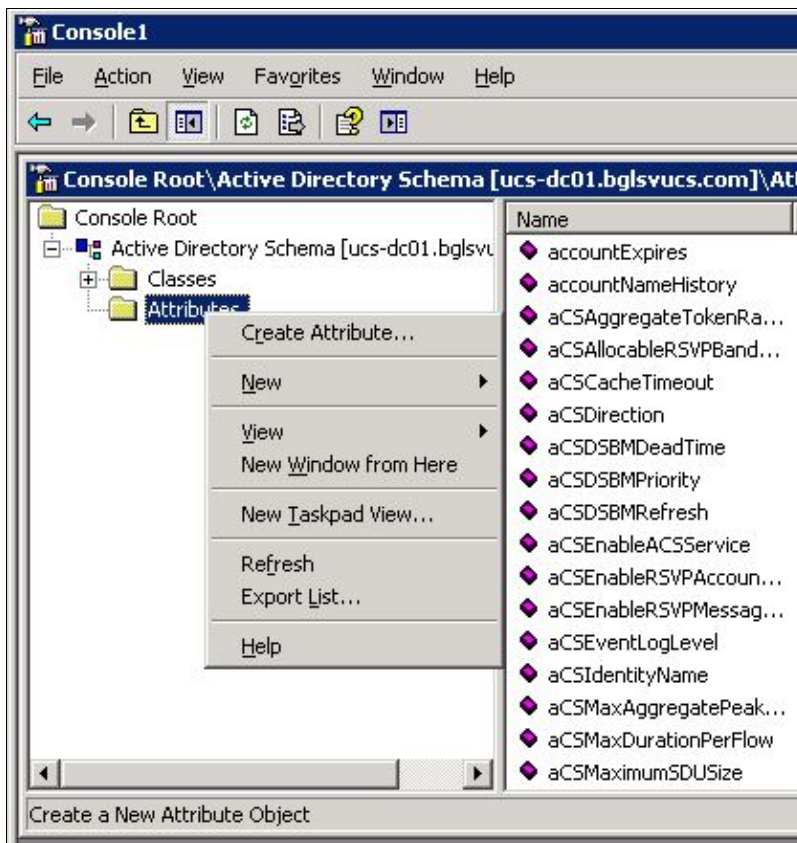 Console1
File Action View Favorites Window Help
Console Root\Active Directory Schema [ucs-dc01.bglsvucs.com]\Att
Console Root
Active Directory Schema [ucs-dc01.bglsvu
Classes
Attributes
Create Attribute...
New
View
New Window from Here
New Taskpad View...
Refresh
Export List...
Help
Name
accountExpires
accountNameHistory
aCSAggregateTokenRa...
aCSAllocableRSVPBand...
aCSCacheTimeout
aCSDirection
aCSDSBMDeadTime
aCSDSBMPriority
aCSDSBMRefresh
aCSEnableACSService
aCSEnableRSVPAccoun...
aCSEnableRSVPMessag...
aCSEventLogLevel
aCSIdentityName
aCSMaxAggregatePeak...
aCSMaxDurationPerFlow
aCSMaximumSDUSize
Create a New Attribute Object